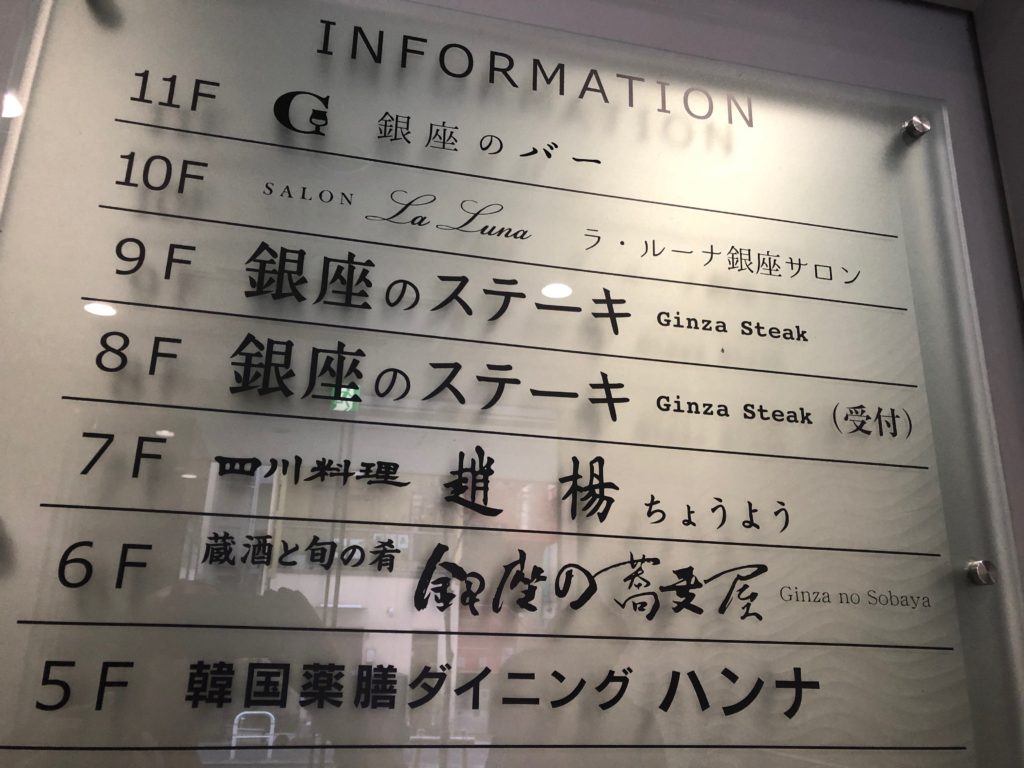 INFORMATION
11F G 銀座のバー
10F SALON La Luna ラ・ルーナ銀座サロン
9F 銀座のステーキ Ginza Steak
8F 銀座のステーキ Ginza Steak (受付)
7F 四川料理 趙楊 ちょうよう
6F 蔵酒と旬の肴 銀座の蕎麦屋 Ginza no Sobaya
5F 韓国薬膳ダイニング ハンナ